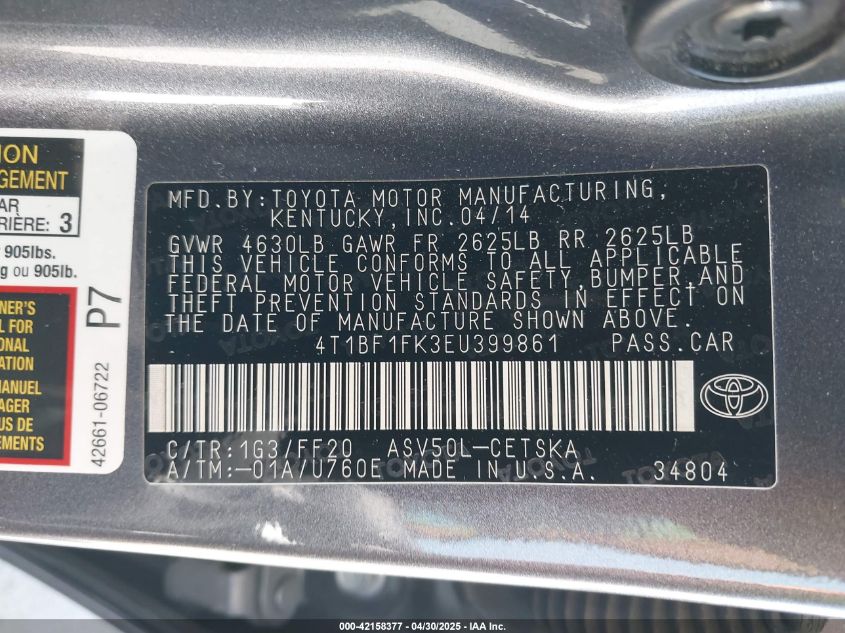 ION
GEMENT
AR
RIÈRE: 3
905lbs.
g ou 905lb.
NER'S
L FOR
ONAL
ATION
MANUEL
AGER
LUS
EMENTS
P7
42661-06722
MFD.BY:TOYOTA MOTOR MANUFACTURING,
KENTUCKY,INC.04/14
GVWR 4630LB GAWR FR 2625LB RR 2625LB
THIS VEHICLE CONFORMS TO ALL APPLICABLE
FEDERAL MOTOR VEHICLE SAFETY,BUMPER,AND
THEFT PREVENTION STANDARDS IN EFFECT ON
THE DATE OF MANUFACTURE SHOWN ABOVE.
4T1BF1FK3EU399861 PASS.CAR
C/TR:1G3/FF20 ASV50L-CETSKA
A/TM:-01A/U760E MADE IN U.S.A. 34804
000-42158377 - 04/30/2025 - IAA Inc.